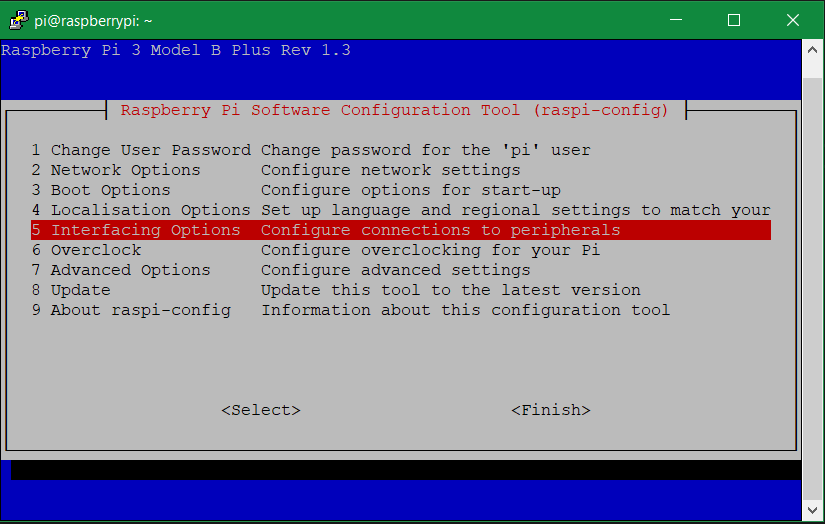 pi@raspberrypi: ~
Raspberry Pi 3 Model B Plus Rev 1.3
Raspberry Pi Software Configuration Tool (raspi-config)
1 Change User Password Change password for the 'pi' user
2 Network Options Configure network settings
3 Boot Options Configure options for start-up
4 Localisation Options Set up language and regional settings to match your
5 Interfacing Options Configure connections to peripherals
6 Overclock Configure overclocking for your Pi
7 Advanced Options Configure advanced settings
8 Update Update this tool to the latest version
9 About raspi-config Information about this configuration tool
<Select> <Finish>